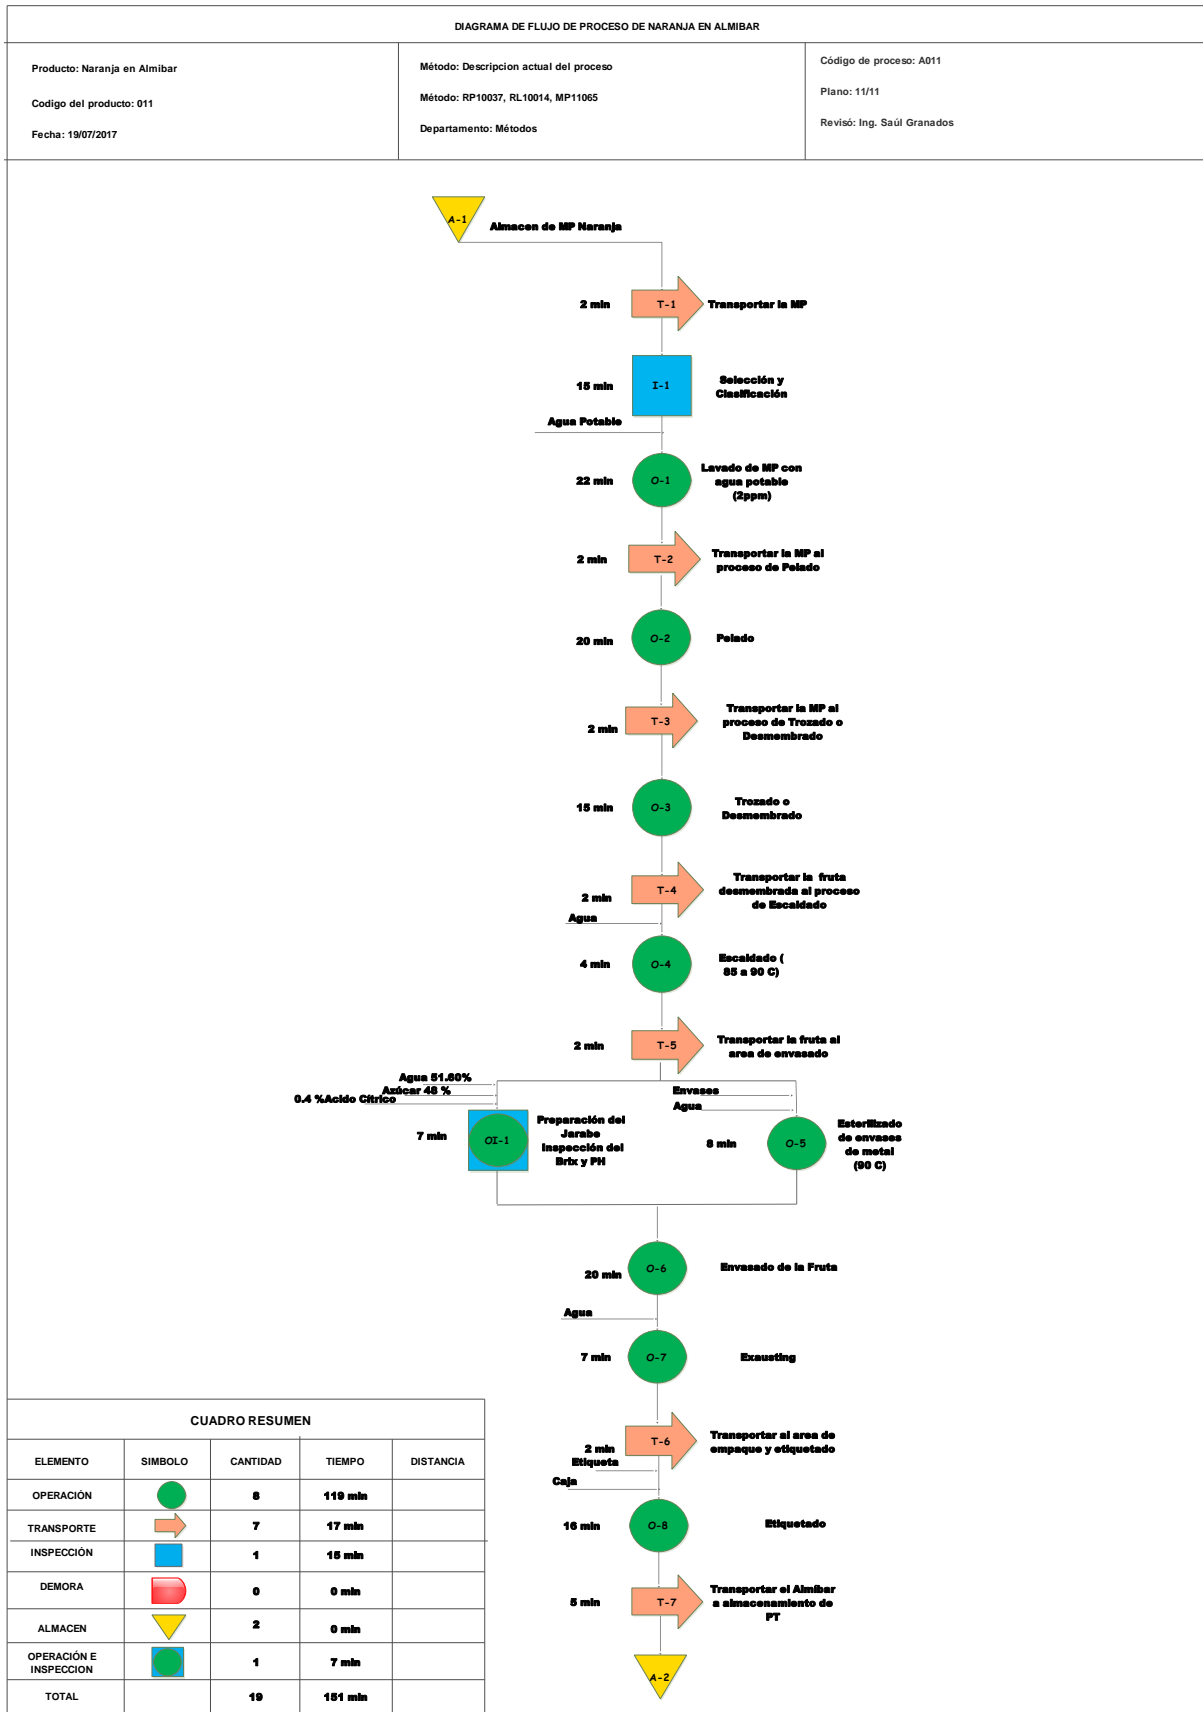 DIAGRAMA DE FLUJO DE PROCESO DE NARANJA EN ALMIBAR
Producto: Naranja en Almibar
Codigo del producto: 011
Fecha: 19/07/2017
Método: Descripcion actual del proceso
Método: RP10037, RL10014, MP11065
Departamento: Métodos
Código de proceso: A011
Plano: 11/11
Revisó: Ing. Saúl Granados
A-1
Almacen de MP Naranja
2 min
T-1
Transportar la MP
15 min
I-1
Selección y
Clasificación
Agua Potable
22 min
O-1
Lavado de MP con
agua potable
(2ppm)
2 min
T-2
Transportar la MP al
proceso de Pelado
20 min
O-2
Pelado
2 min
T-3
Transportar la MP al
proceso de Trozado o
Desmembrado
15 min
O-3
Trozado o
Desmembrado
2 min
T-4
Transportar la fruta
desmembrada al proceso
de Escaldado
Agua
4 min
O-4
Escaldado (
85 a 90 C)
2 min
T-5
Transportar la fruta al
area de envasado
Agua 51.60%
Azúcar 48 %
0.4 %Acido Cítrico
7 min
OI-1
Preparación del
Jarabe
Inspección del
Brix y PH
Envases
Agua
8 min
O-5
Esterilizado
de envases
de metal
(90 C)
20 min
O-6
Envasado de la Fruta
Agua
7 min
O-7
Exausting
2 min
T-6
Transportar al area de
empaque y etiquetado
Etiqueta
Caja
16 min
O-8
Etiquetado
5 min
T-7
Transportar el Almíbar
a almacenamiento de
PT
A-2
CUADRO RESUMEN
ELEMENTO SIMBOLO CANTIDAD TIEMPO DISTANCIA
OPERACIÓN 8 119 min
TRANSPORTE 7 17 min
INSPECCIÓN 1 15 min
DEMORA 0 0 min
ALMACEN 2 0 min
OPERACIÓN E
INSPECCION 1 7 min
TOTAL 19 151 min